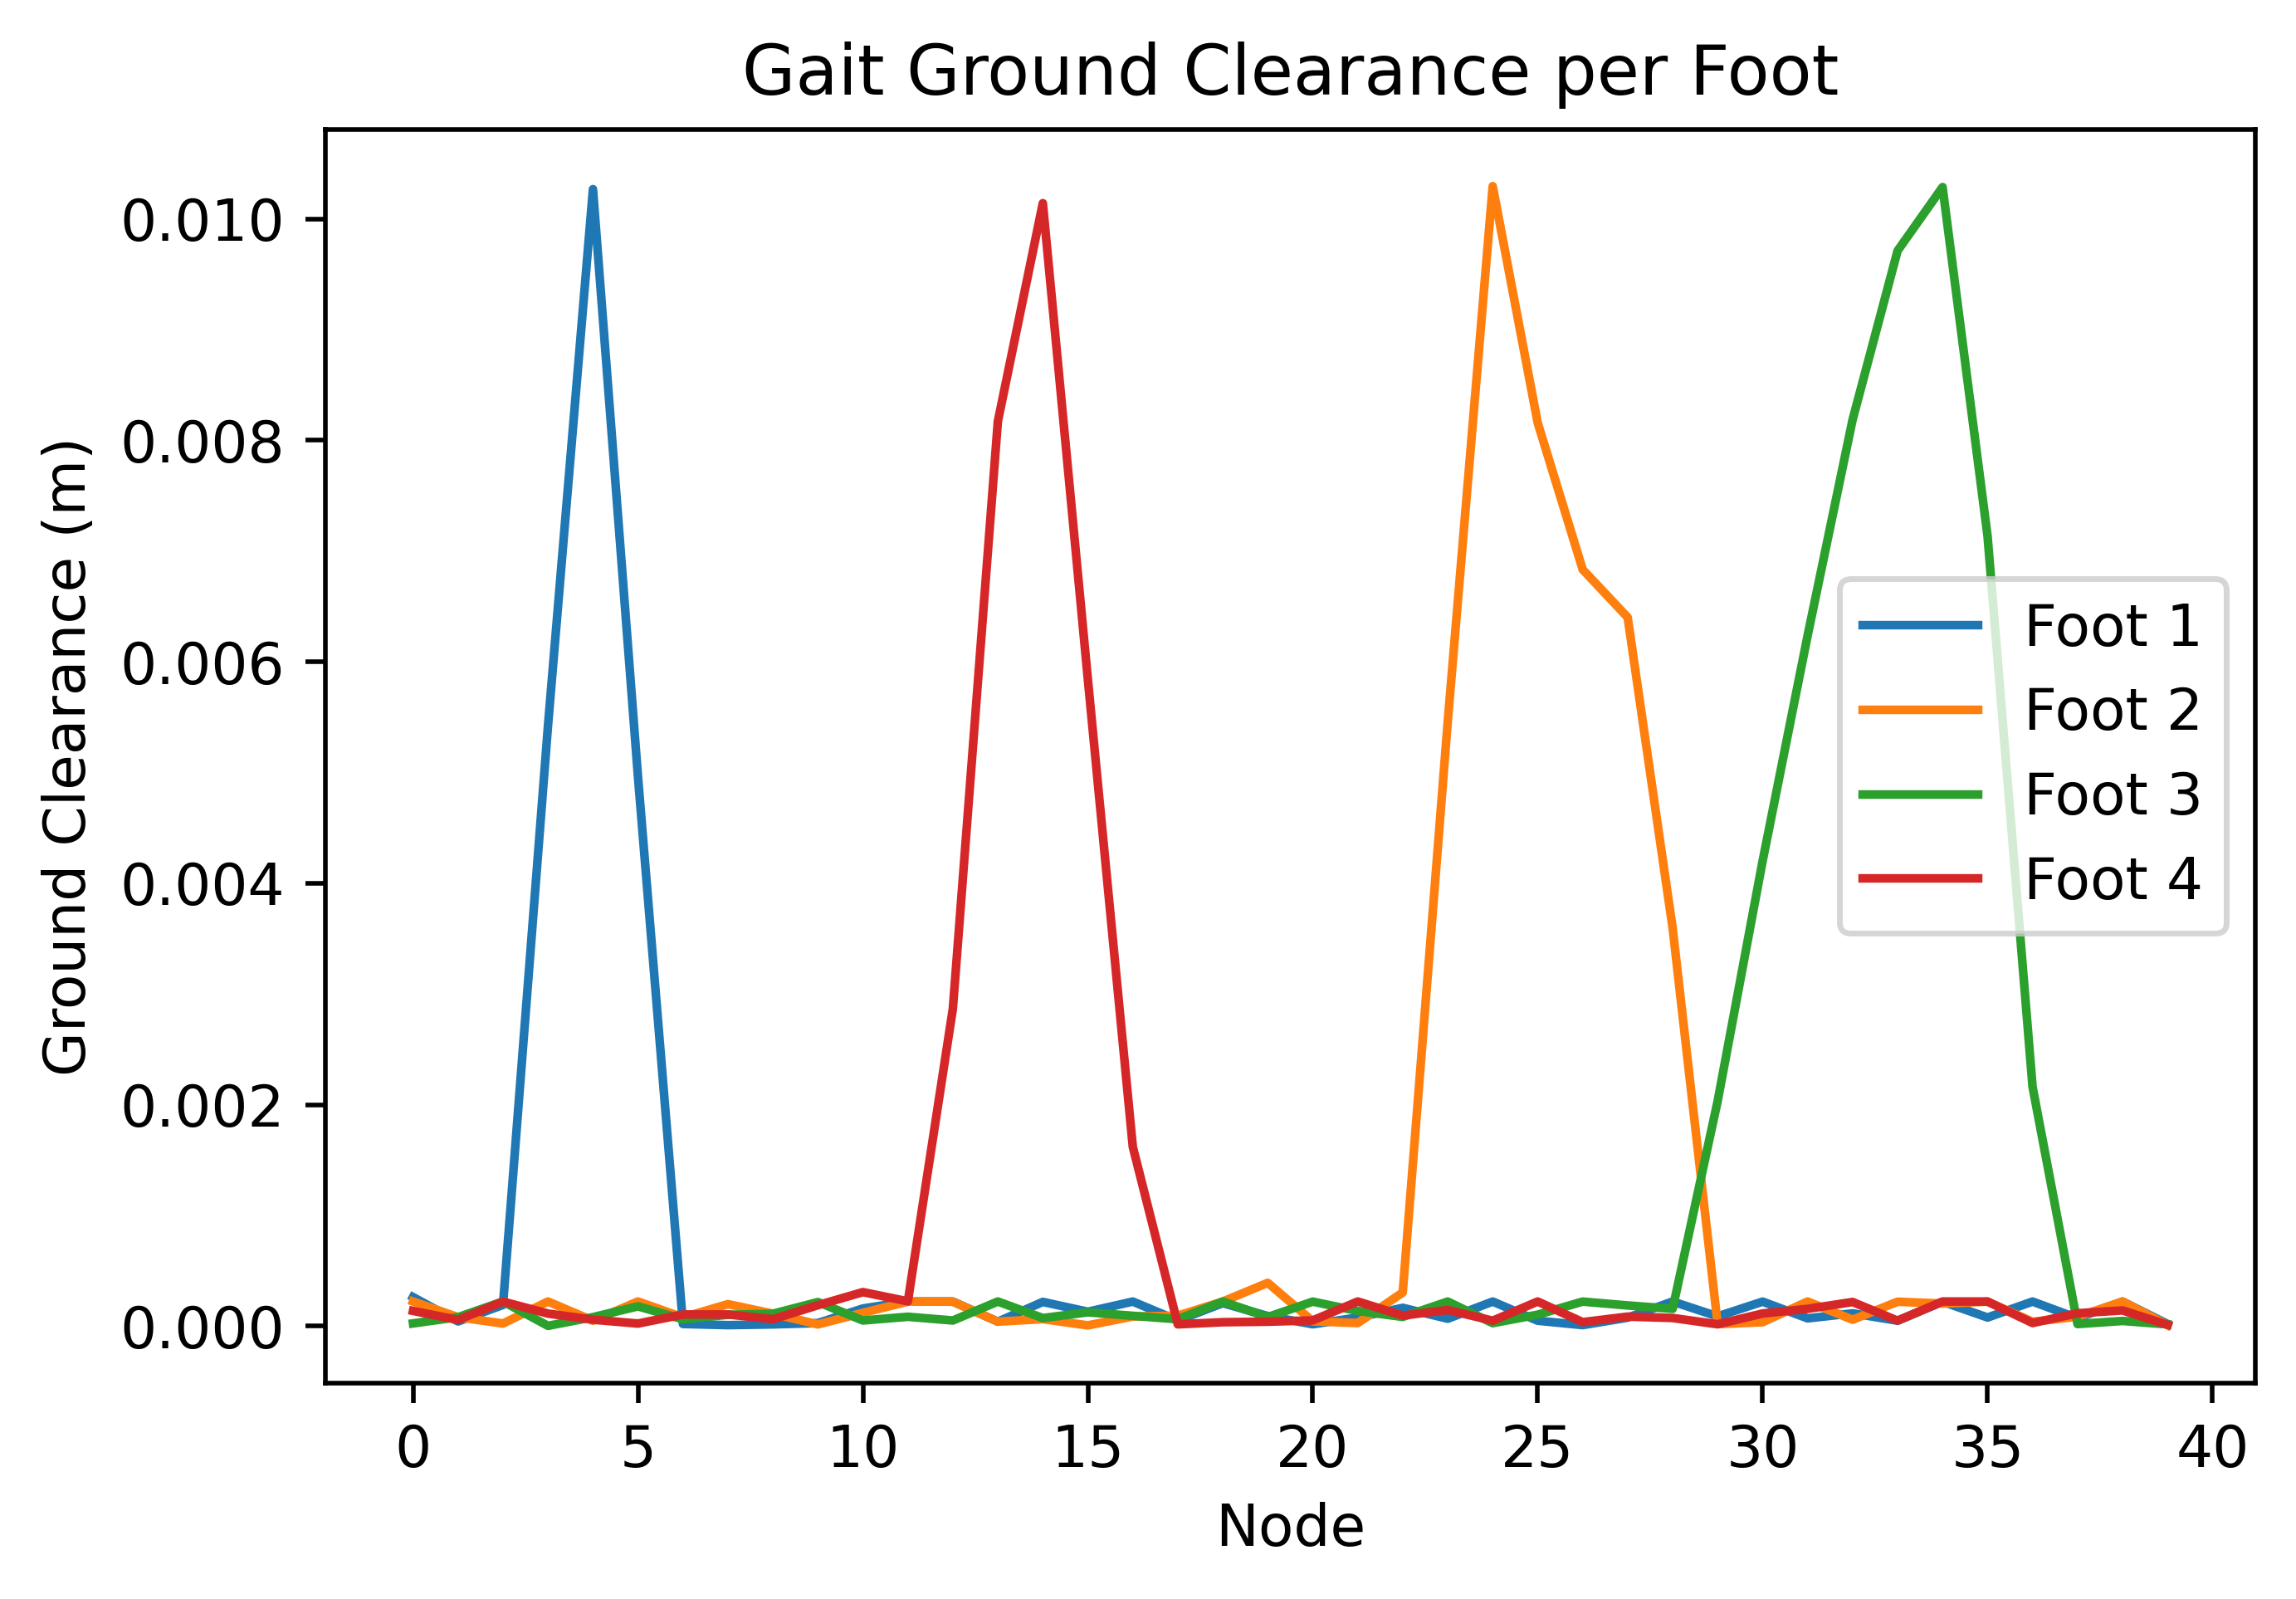 Gait Ground Clearance per Foot
Ground Clearance (m)
0.010
0.008
0.006
0.004
0.002
0.000
Foot 1
Foot 2
Foot 3
Foot 4
0 5 10 15 20 25 30 35 40
Node